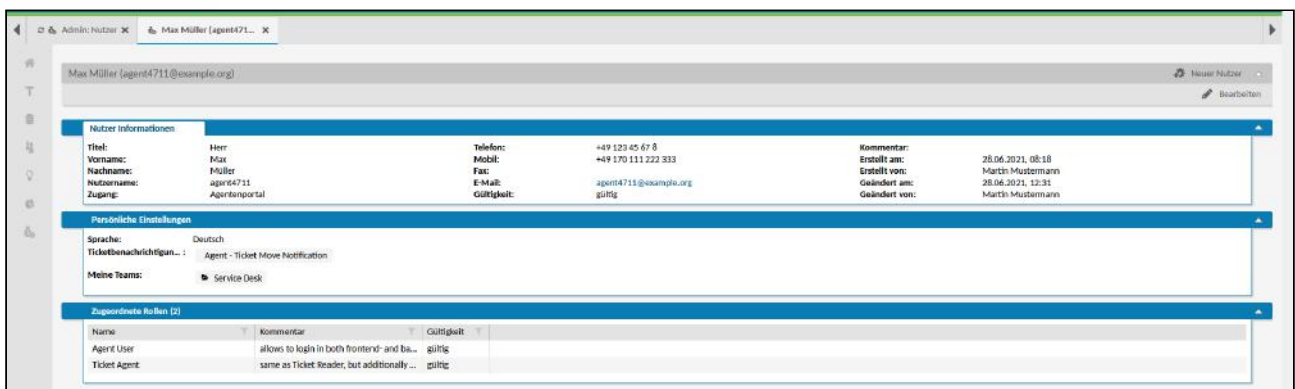 Admin: Nutzer Max Müller (agent471...
Max Müller (agent4711@example.org) Neuer Nutzer
Bearbeiten
Nutzer Informationen
Titel: Herr Telefon: +49 123 45 67 8 Kommentar:
Vorname: Max Mobil: +49 170 111 222 333 Erstellt am: 28.06.2021, 08:18
Nachname: Müller Fax: Erstellt von: Martin Mustermann
Nutzername: agent4711 E-Mail: agent4711@example.org Geändert am: 28.06.2021, 12:31
Zugang: Agentenportal Gültigkeit: gültig Geändert von: Martin Mustermann
Persönliche Einstellungen
Sprache: Deutsch
Ticketbenachrichtigun... : Agent - Ticket Move Notification
Meine Teams: Service Desk
Zugeordnete Rollen (2)
Name Kommentar Gültigkeit
Agent User allows to login in both frontend- and ba... gültig
Ticket Agent same as Ticket Reader, but additionally ... gültig